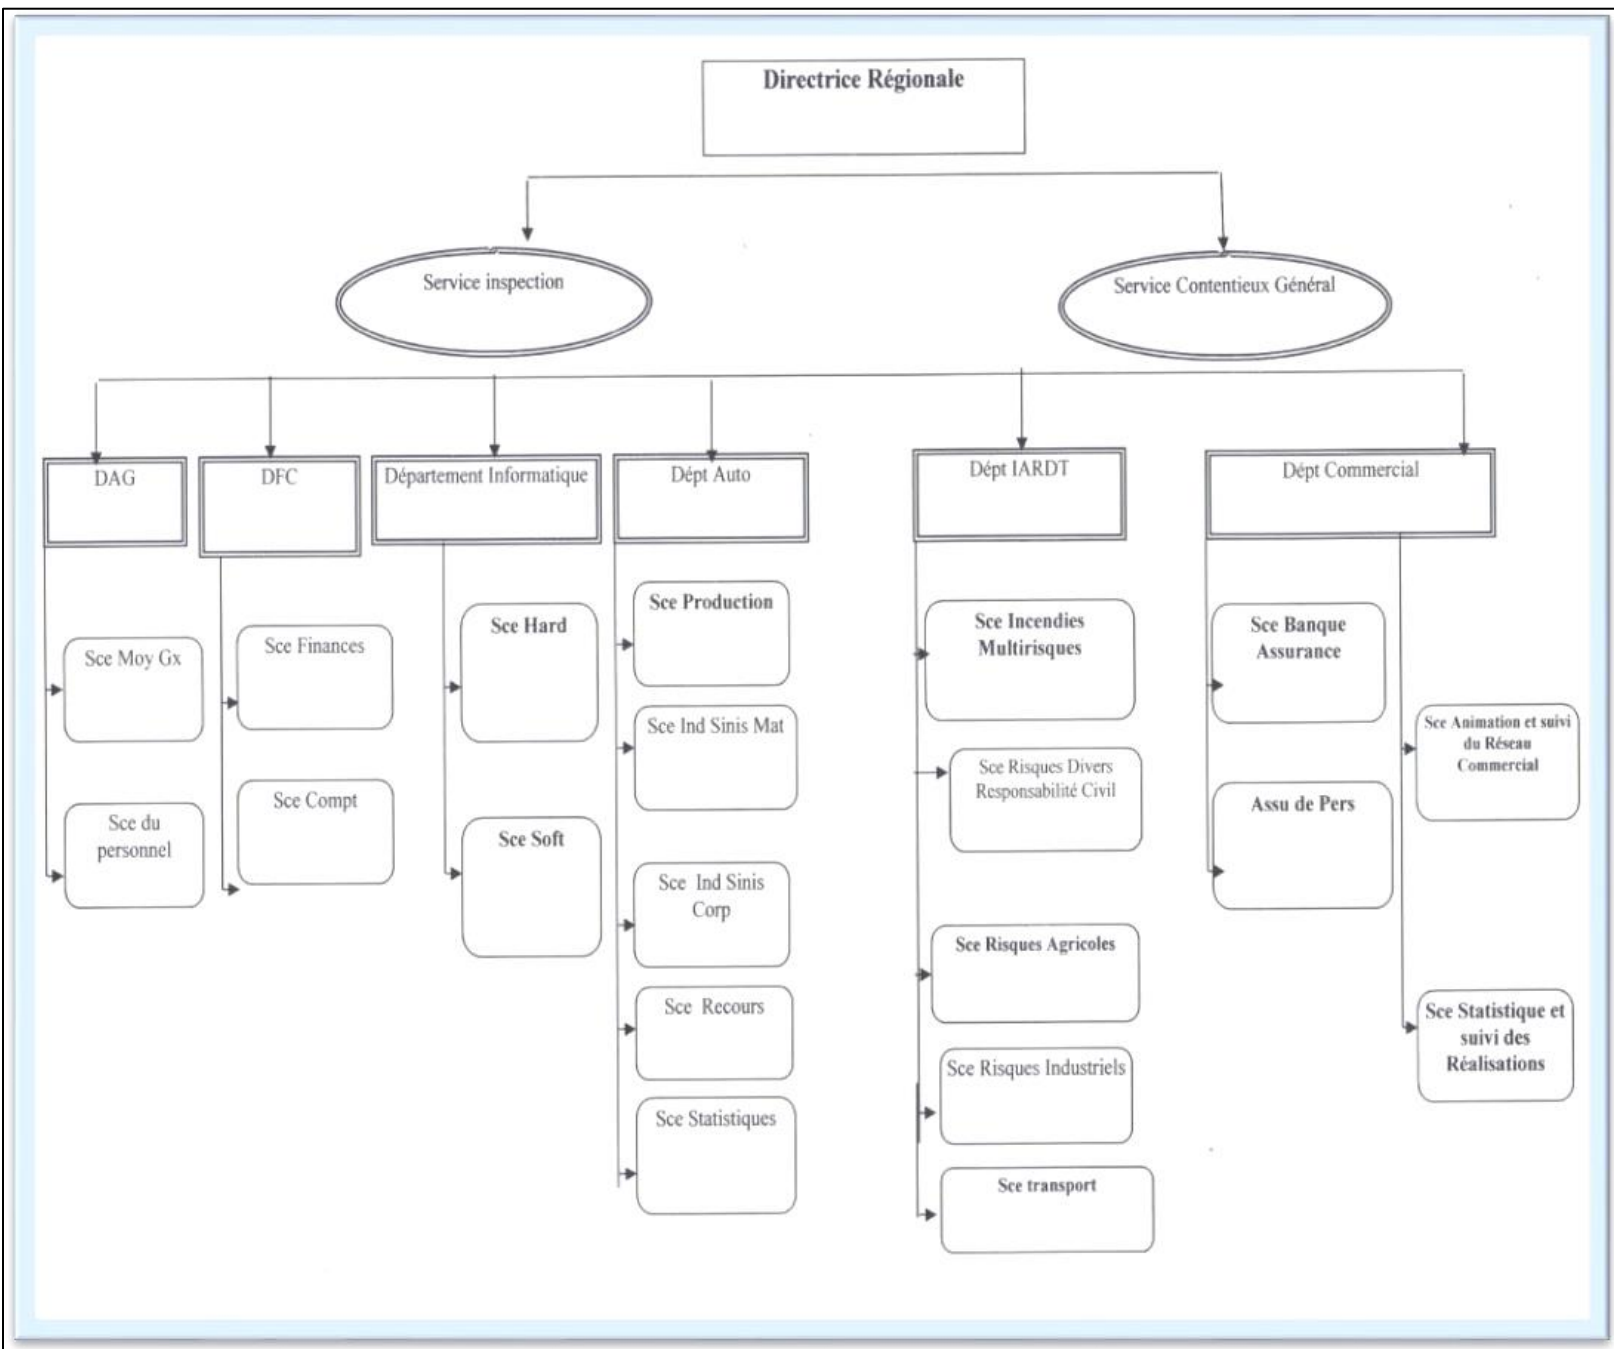 Directrice Régionale
Service inspection
Service Contentieux Général
DAG
DFC
Département Informatique
Dépt Auto
Dépt IARDT
Dépt Commercial
Sce Moy Gx
Sce du
personnel
Sce Finances
Sce Compt
Sce Hard
Sce Soft
Sce Production
Sce Ind Sinis Mat
Sce Ind Sinis
Corp
Sce Recours
Sce Statistiques
Sce Incendies
Multirisques
Sce Risques Divers
Responsabilité Civil
Sce Risques Agricoles
Sce Risques Industriels
Sce transport
Sce Banque
Assurance
Assu de Pers
Sce Animation et suivi
du Réseau
Commercial
Sce Statistique et
suivi des
Réalisations